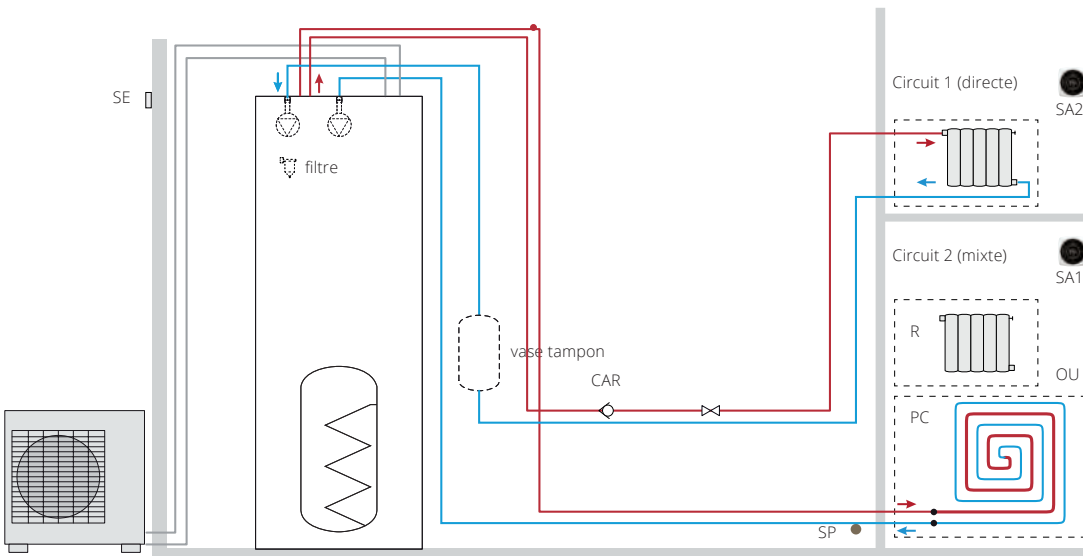 SE
filtre
vase tampon
CAR
SP
Circuit 1 (directe)
SA2
Circuit 2 (mixte)
SA1
R
OU
PC